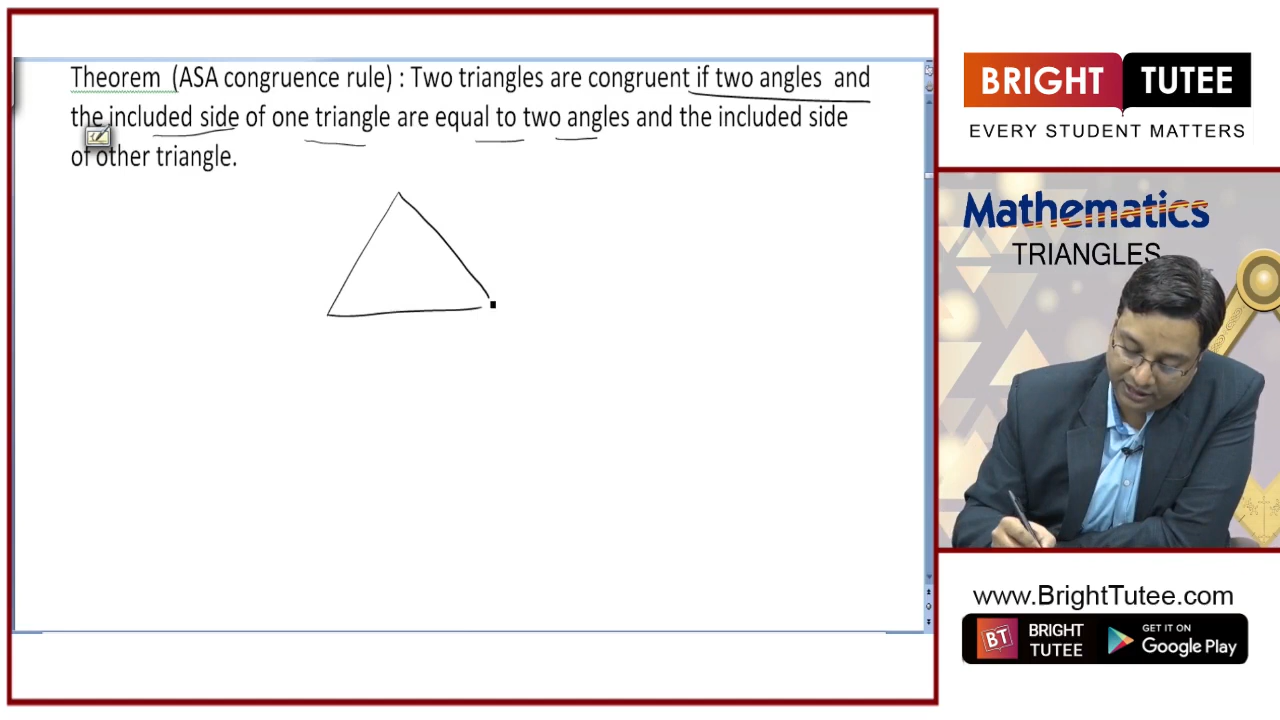 Theorem (ASA congruence rule) : Two triangles are congruent if two angles and
the included side of one triangle are equal to two angles and the included side
of other triangle.
BRIGHT TUTEE
EVERY STUDENT MATTERS
Mathematics
TRIANGLES
www.BrightTutee.com
BT
BRIGHT
TUTEE
GET IT ON
Google Play